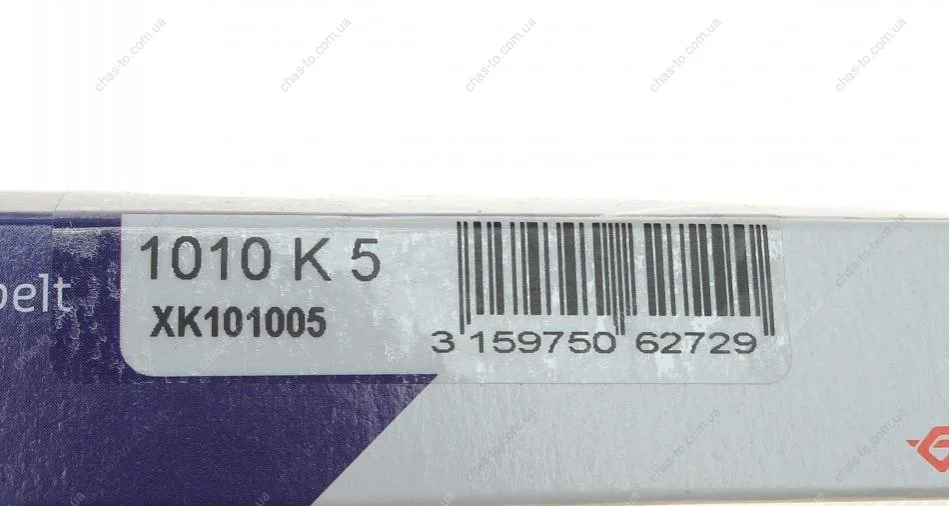 chas-to.com.ua
1010 K 5
XK101005
belt
3 159750 62729